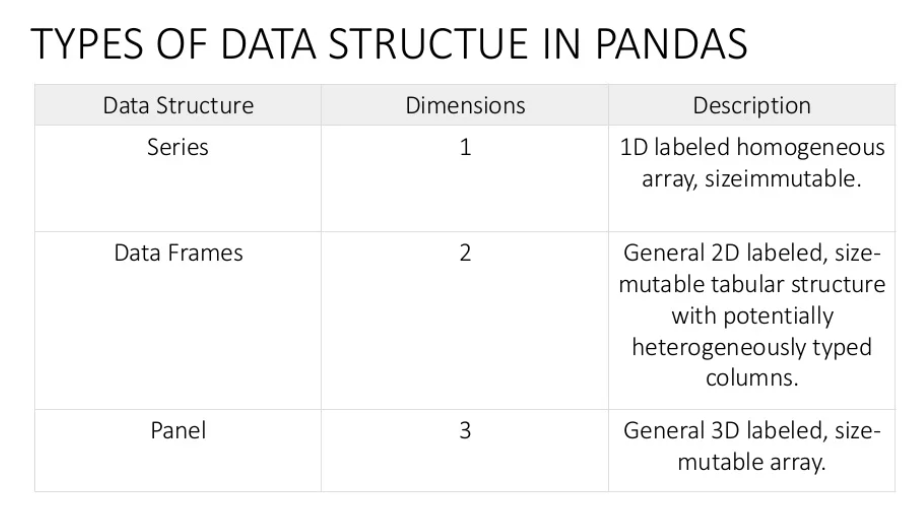 TYPES OF DATA STRUCTUE IN PANDAS
Data Structure Dimensions Description
Series 1 1D labeled homogeneous
array, sizeimmutable.
Data Frames 2 General 2D labeled, size-
mutable tabular structure
with potentially
heterogeneously typed
columns.
Panel 3 General 3D labeled, size-
mutable array.